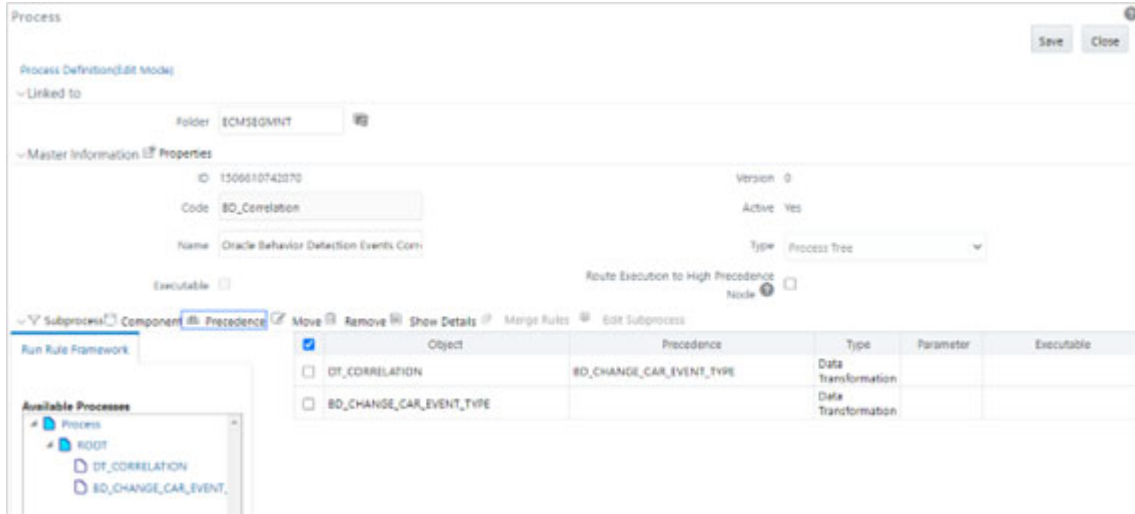 Process
Save Close
Process Definition(Edit Mode)
Linked to
Folder ECMSEGMNT
Master Information Properties
ID 1506610742070 Version 0
Code BD_Correlation Active Yes
Name Oracle Behavior Detection Events Corr Type Process Tree
Executable Route Execution to High Precedence
Node
Subprocess Component Precedence Move Remove Show Details Merge Rules Edit Subprocess
Run Rule Framework
Object Precedence Type Parameter Executable
DT_CORRELATION BD_CHANGE_CAR_EVENT_TYPE Data
Transformation
BD_CHANGE_CAR_EVENT_TYPE Data
Transformation
Available Processes
Process
ROOT
DT_CORRELATION
BD_CHANGE_CAR_EVENT_